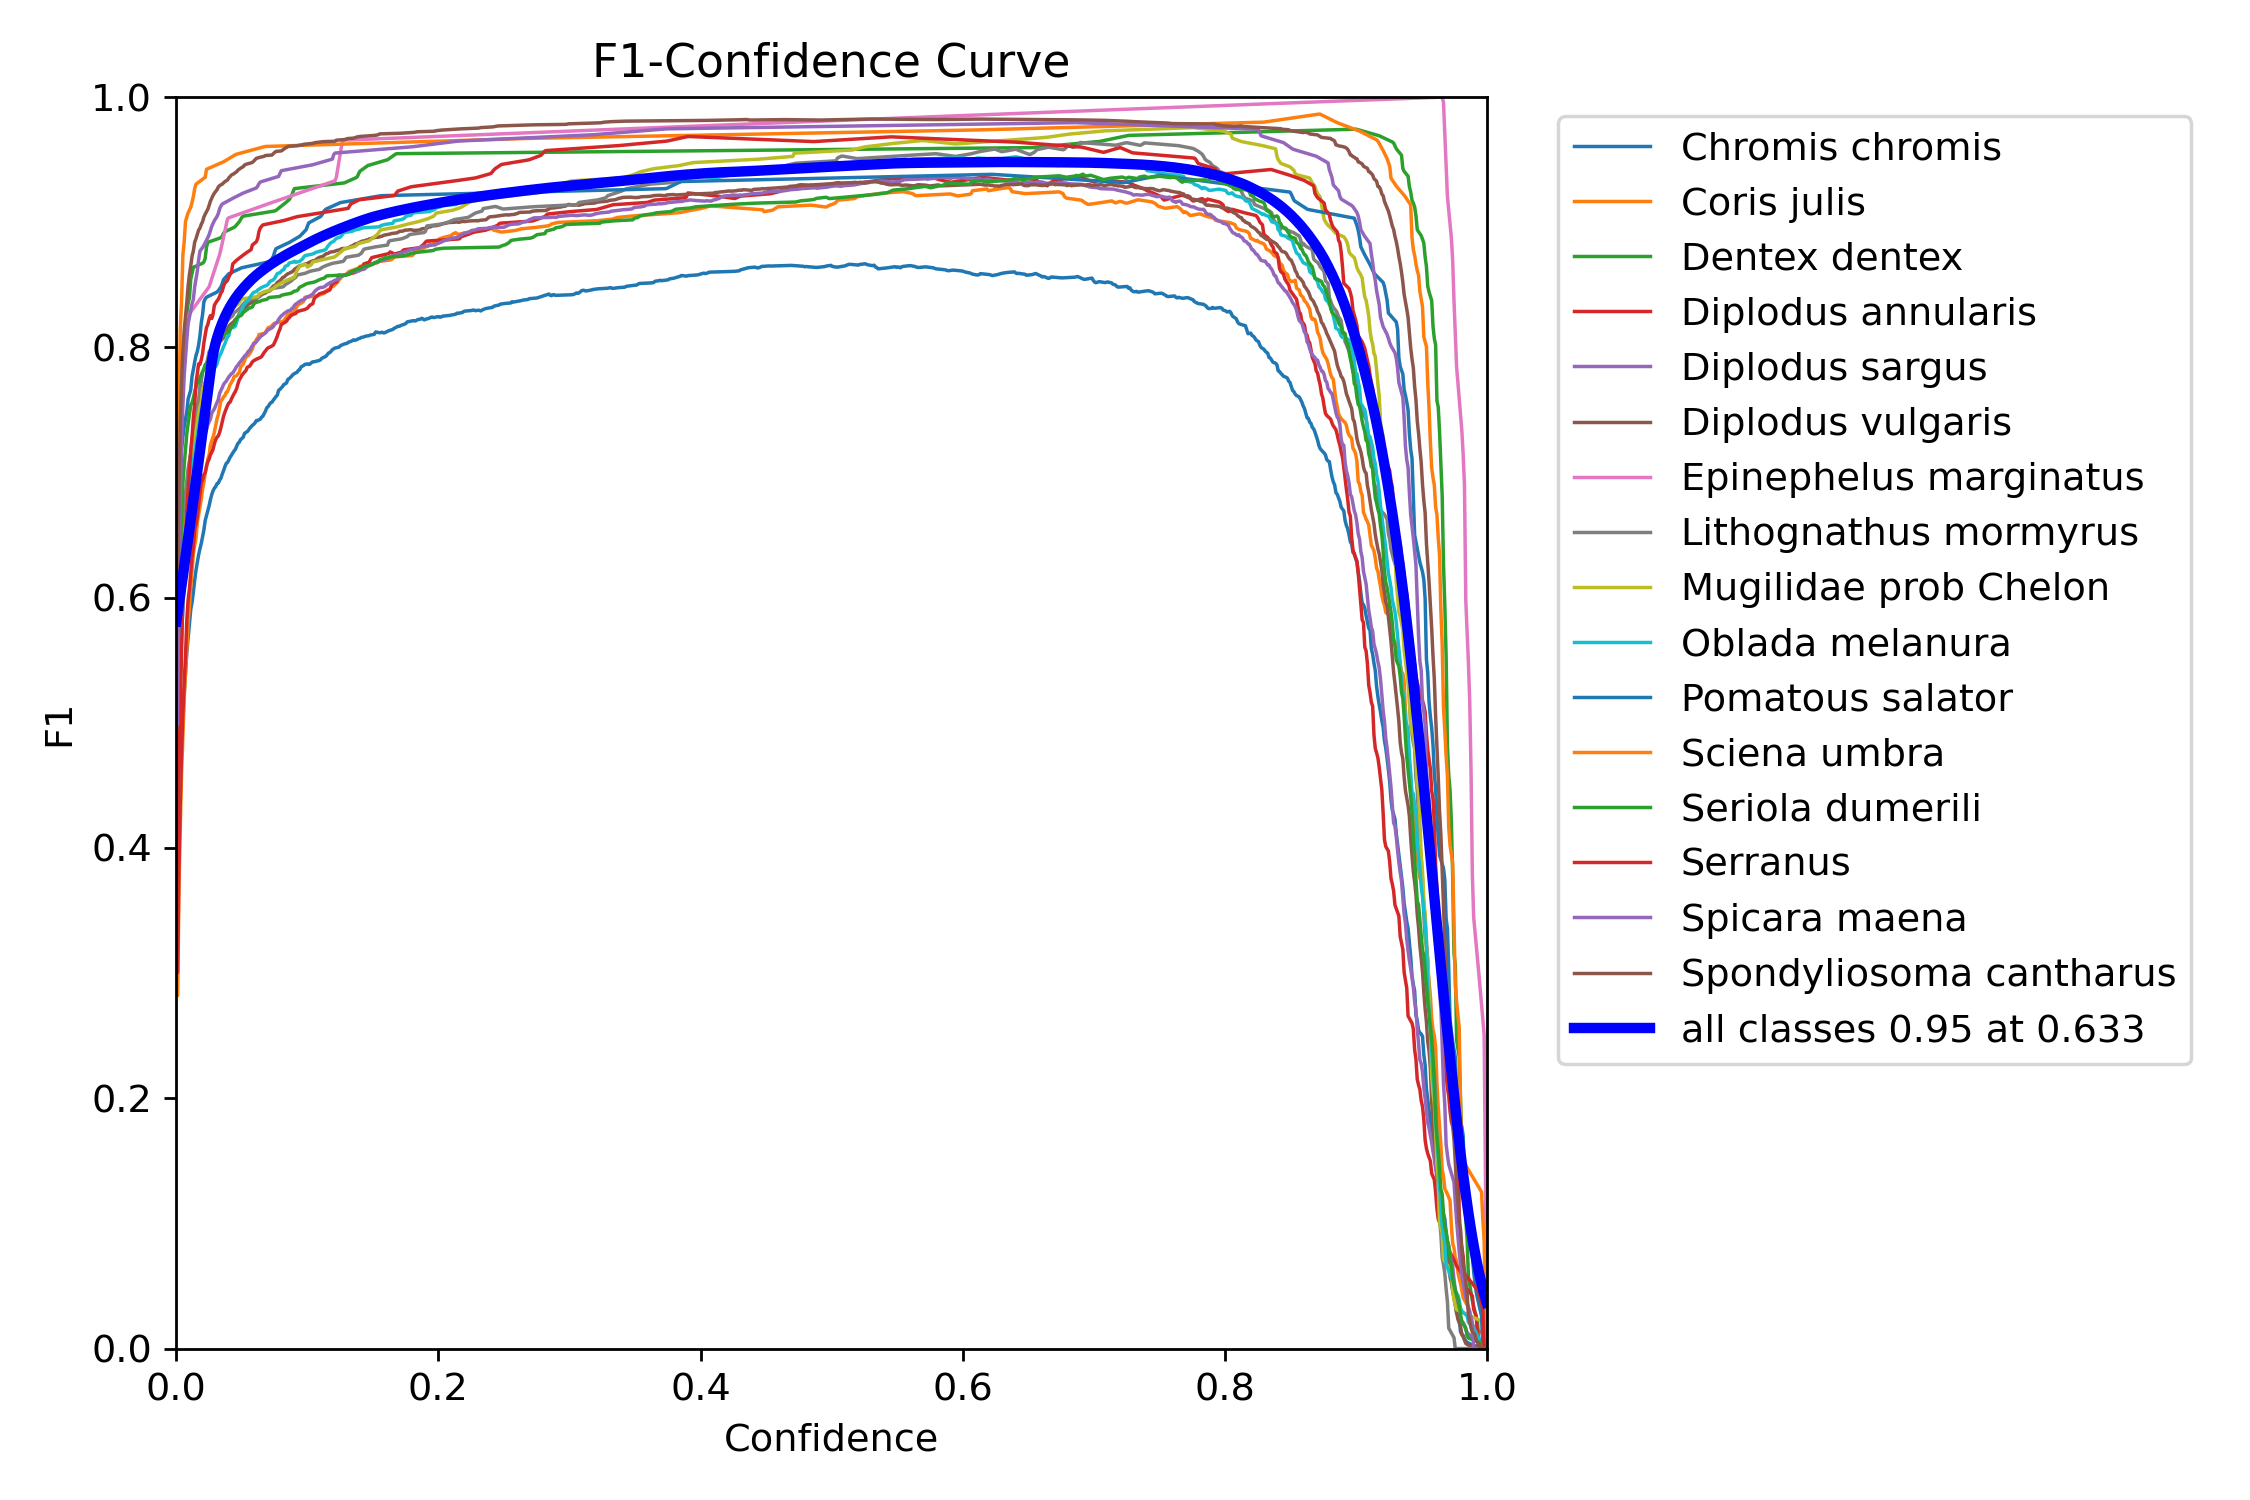 F1-Confidence Curve
1.0
0.8
0.6
0.4
0.2
0.0
F1
0.0 0.2 0.4 0.6 0.8 1.0
Confidence
Chromis chromis
Coris julis
Dentex dentex
Diplodus annularis
Diplodus sargus
Diplodus vulgaris
Epinephelus marginatus
Lithognathus mormyrus
Mugilidae prob Chelon
Oblada melanura
Pomatous salator
Sciena umbra
Seriola dumerili
Serranus
Spicara maena
Spondyliosoma cantharus
all classes 0.95 at 0.633